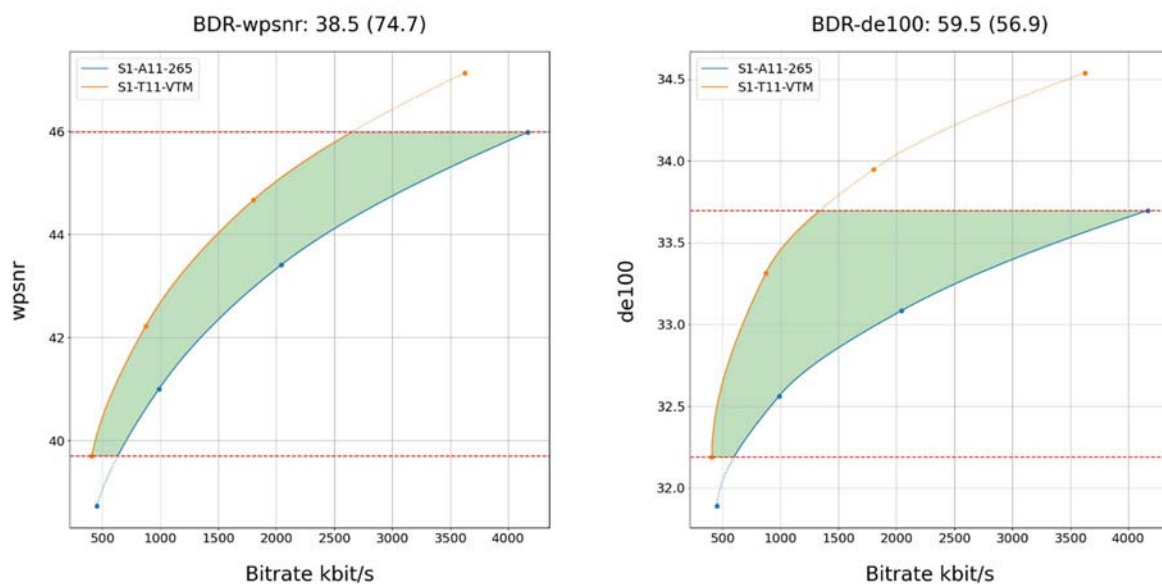 BDR-wpsnr: 38.5 (74.7)
S1-A11-265
S1-T11-VTM
46
44
42
40
wpsnr
500 1000 1500 2000 2500 3000 3500 4000
Bitrate kbit/s
BDR-de100: 59.5 (56.9)
S1-A11-265
S1-T11-VTM
34.5
34.0
33.5
33.0
32.5
32.0
de100
500 1000 1500 2000 2500 3000 3500 4000
Bitrate kbit/s